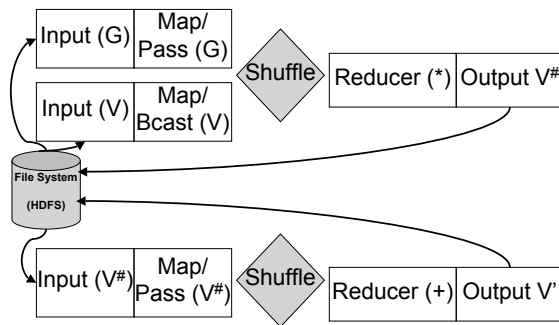 Input (G)
Map/
Pass (G)
Shuffle
Reducer (*)
Output V#
Input (V)
Map/
Bcast (V)
File System
(HDFS)
Input (V#)
Map/
Pass (V#)
Shuffle
Reducer (+)
Output V'